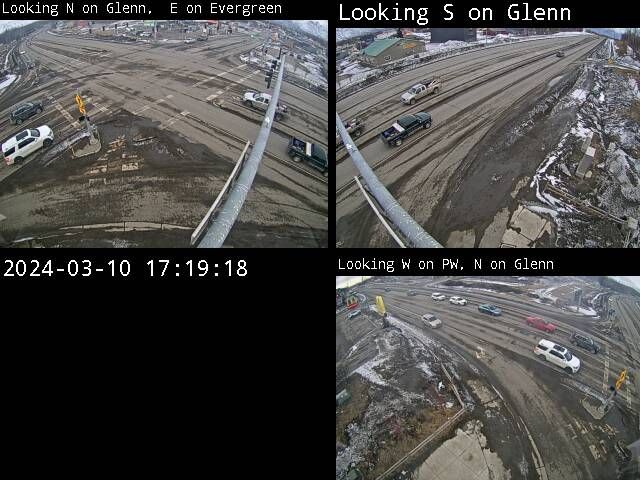 Looking N on Glenn, E on Evergreen
Looking S on Glenn
2024-03-10 17:19:18
Looking W on PW, N on Glenn